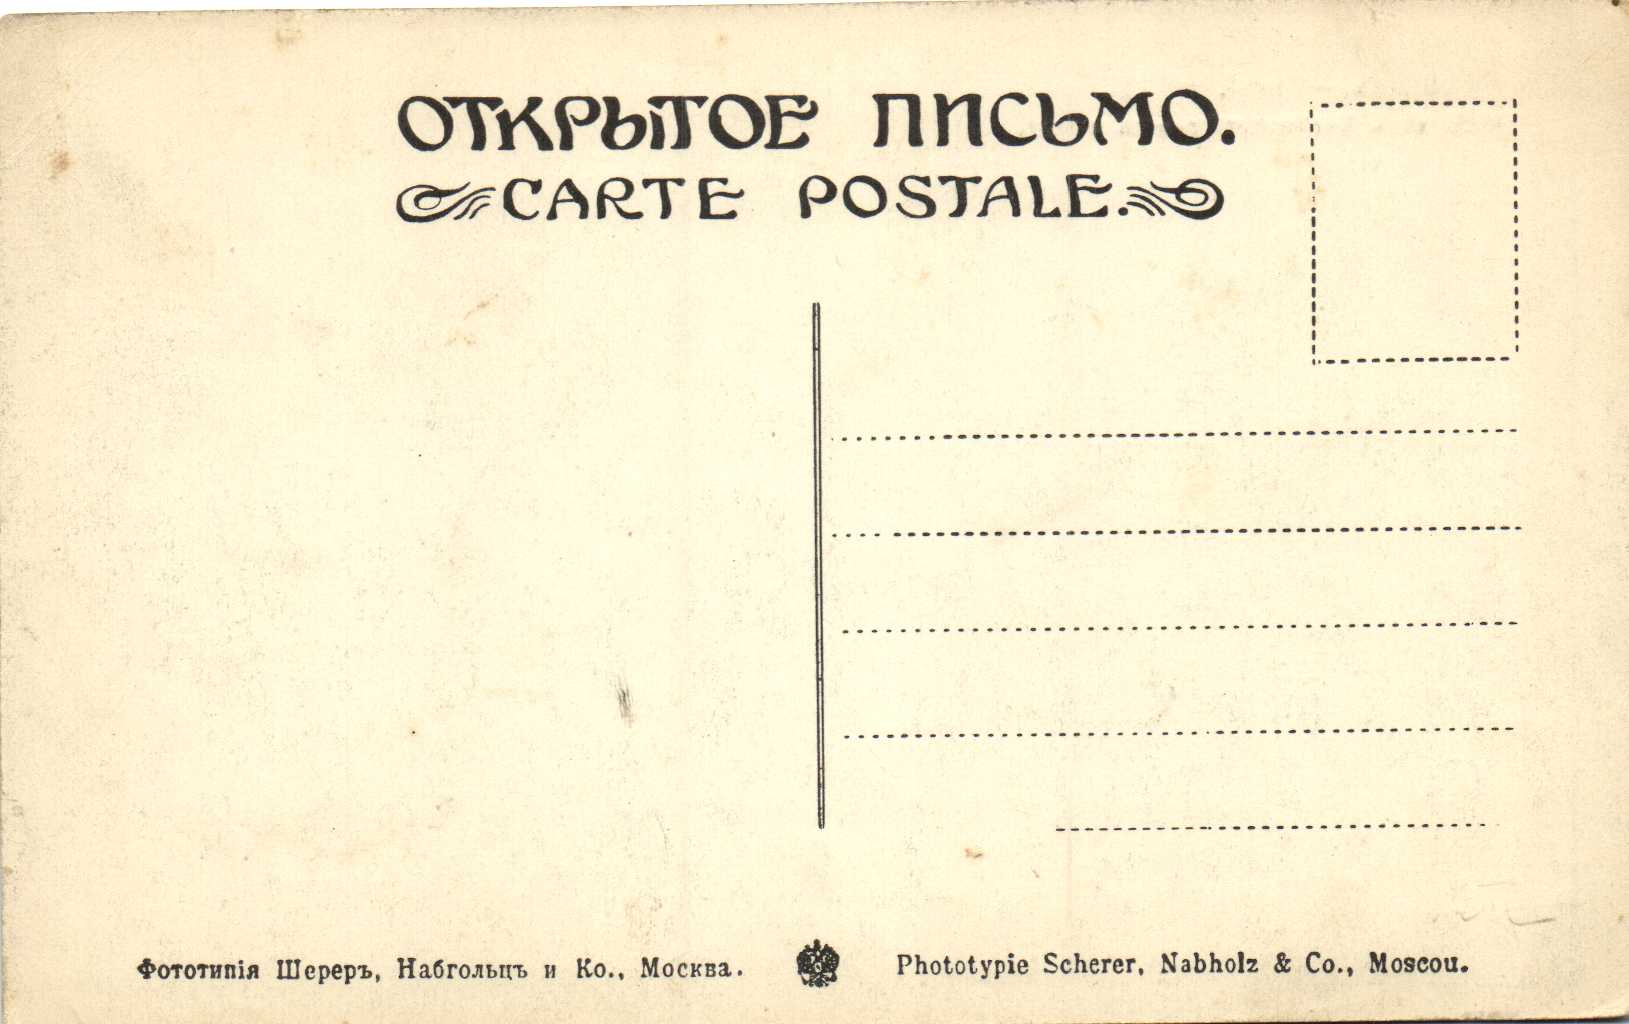 ОТКРЫТОЕ ПИСЬМО.
CARTE POSTALE.
Фототипія Шереръ, Набгольцъ и Ко., Москва.
Phototypie Scherer, Nabholz & Co., Moscou.